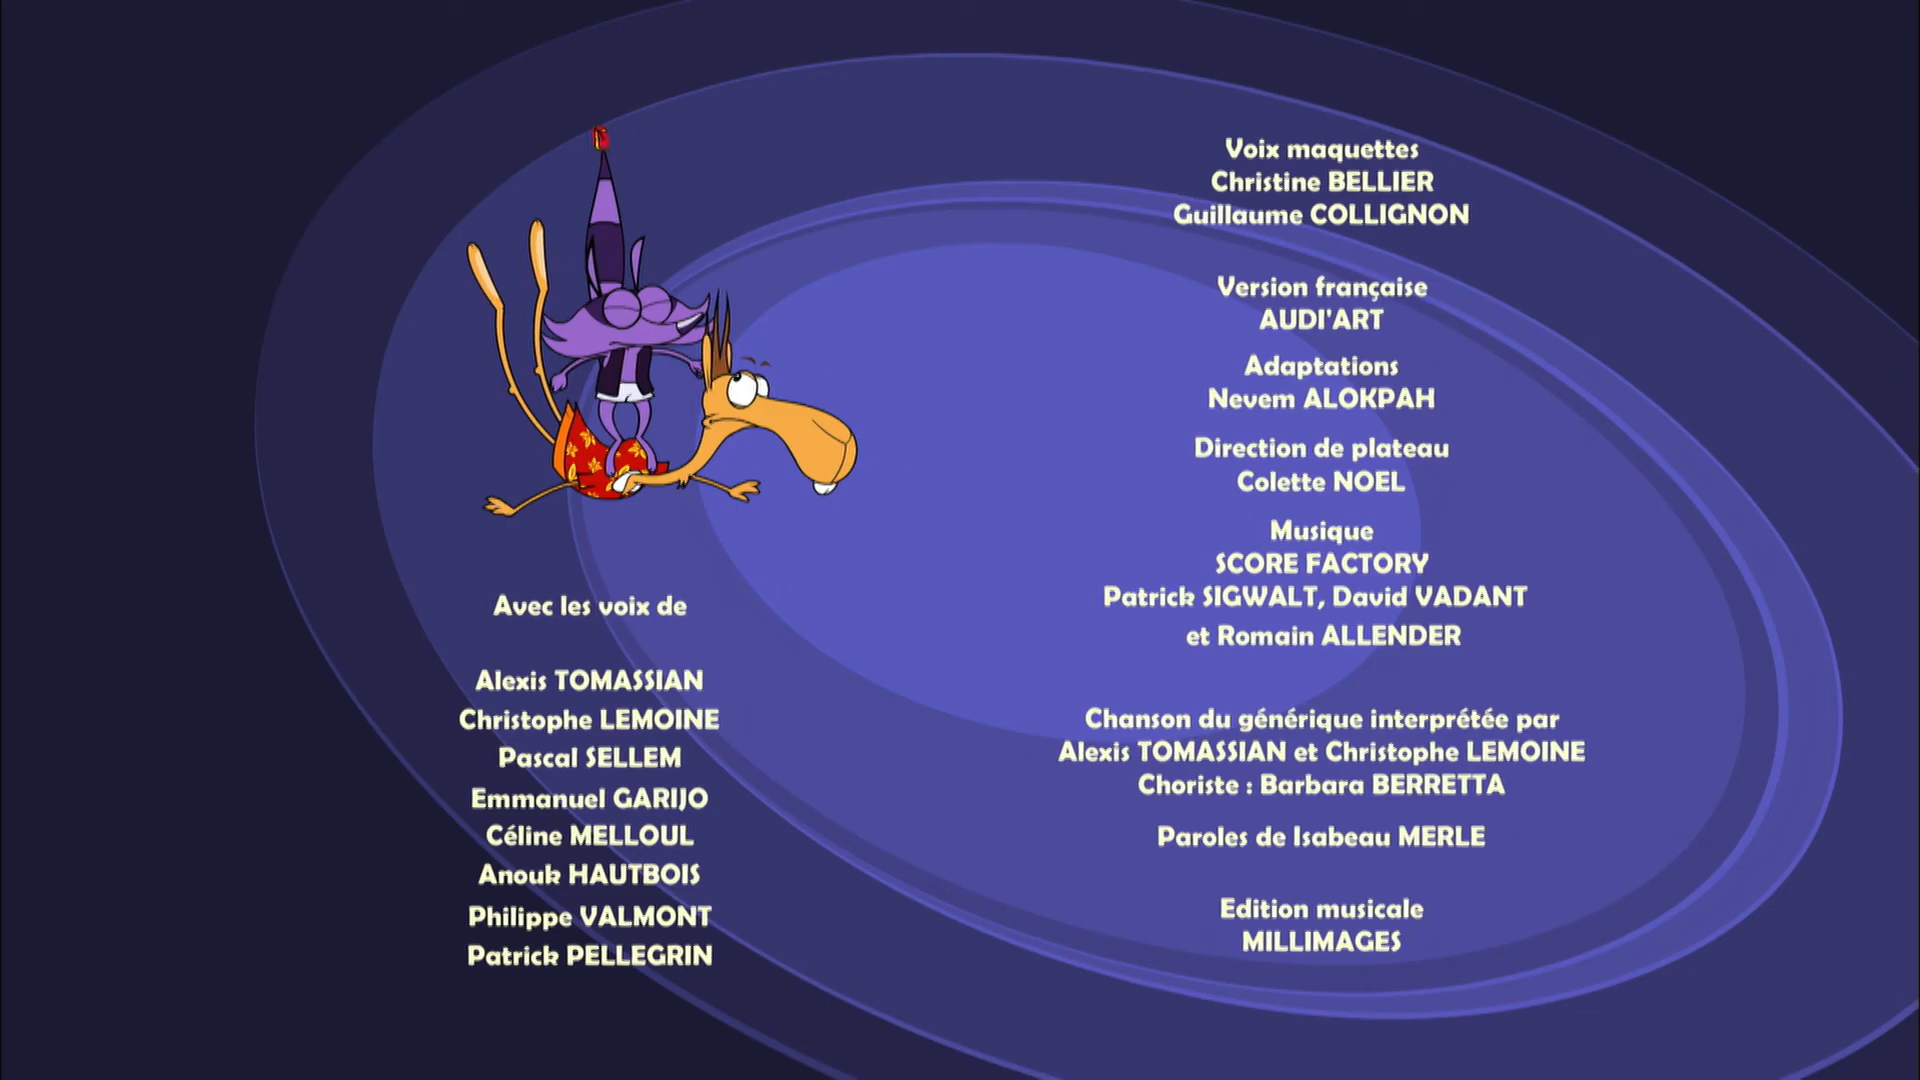 Avec les voix de
Alexis TOMASSIAN
Christophe LEMOINE
Pascal SELLEM
Emmanuel GARIJO
Céline MELLOUL
Anouk HAUTBOIS
Philippe VALMONT
Patrick PELLEGRIN
Voix maquettes
Christine BELLIER
Guillaume COLLIGNON
Version française
AUDI'ART
Adaptations
Nevem ALOKPAH
Direction de plateau
Colette NOEL
Musique
SCORE FACTORY
Patrick SIGWALT, David VADANT
et Romain ALLENDER
Chanson du générique interprétée par
Alexis TOMASSIAN et Christophe LEMOINE
Choriste : Barbara BERRETTA
Paroles de Isabeau MERLE
Edition musicale
MILLIMAGES